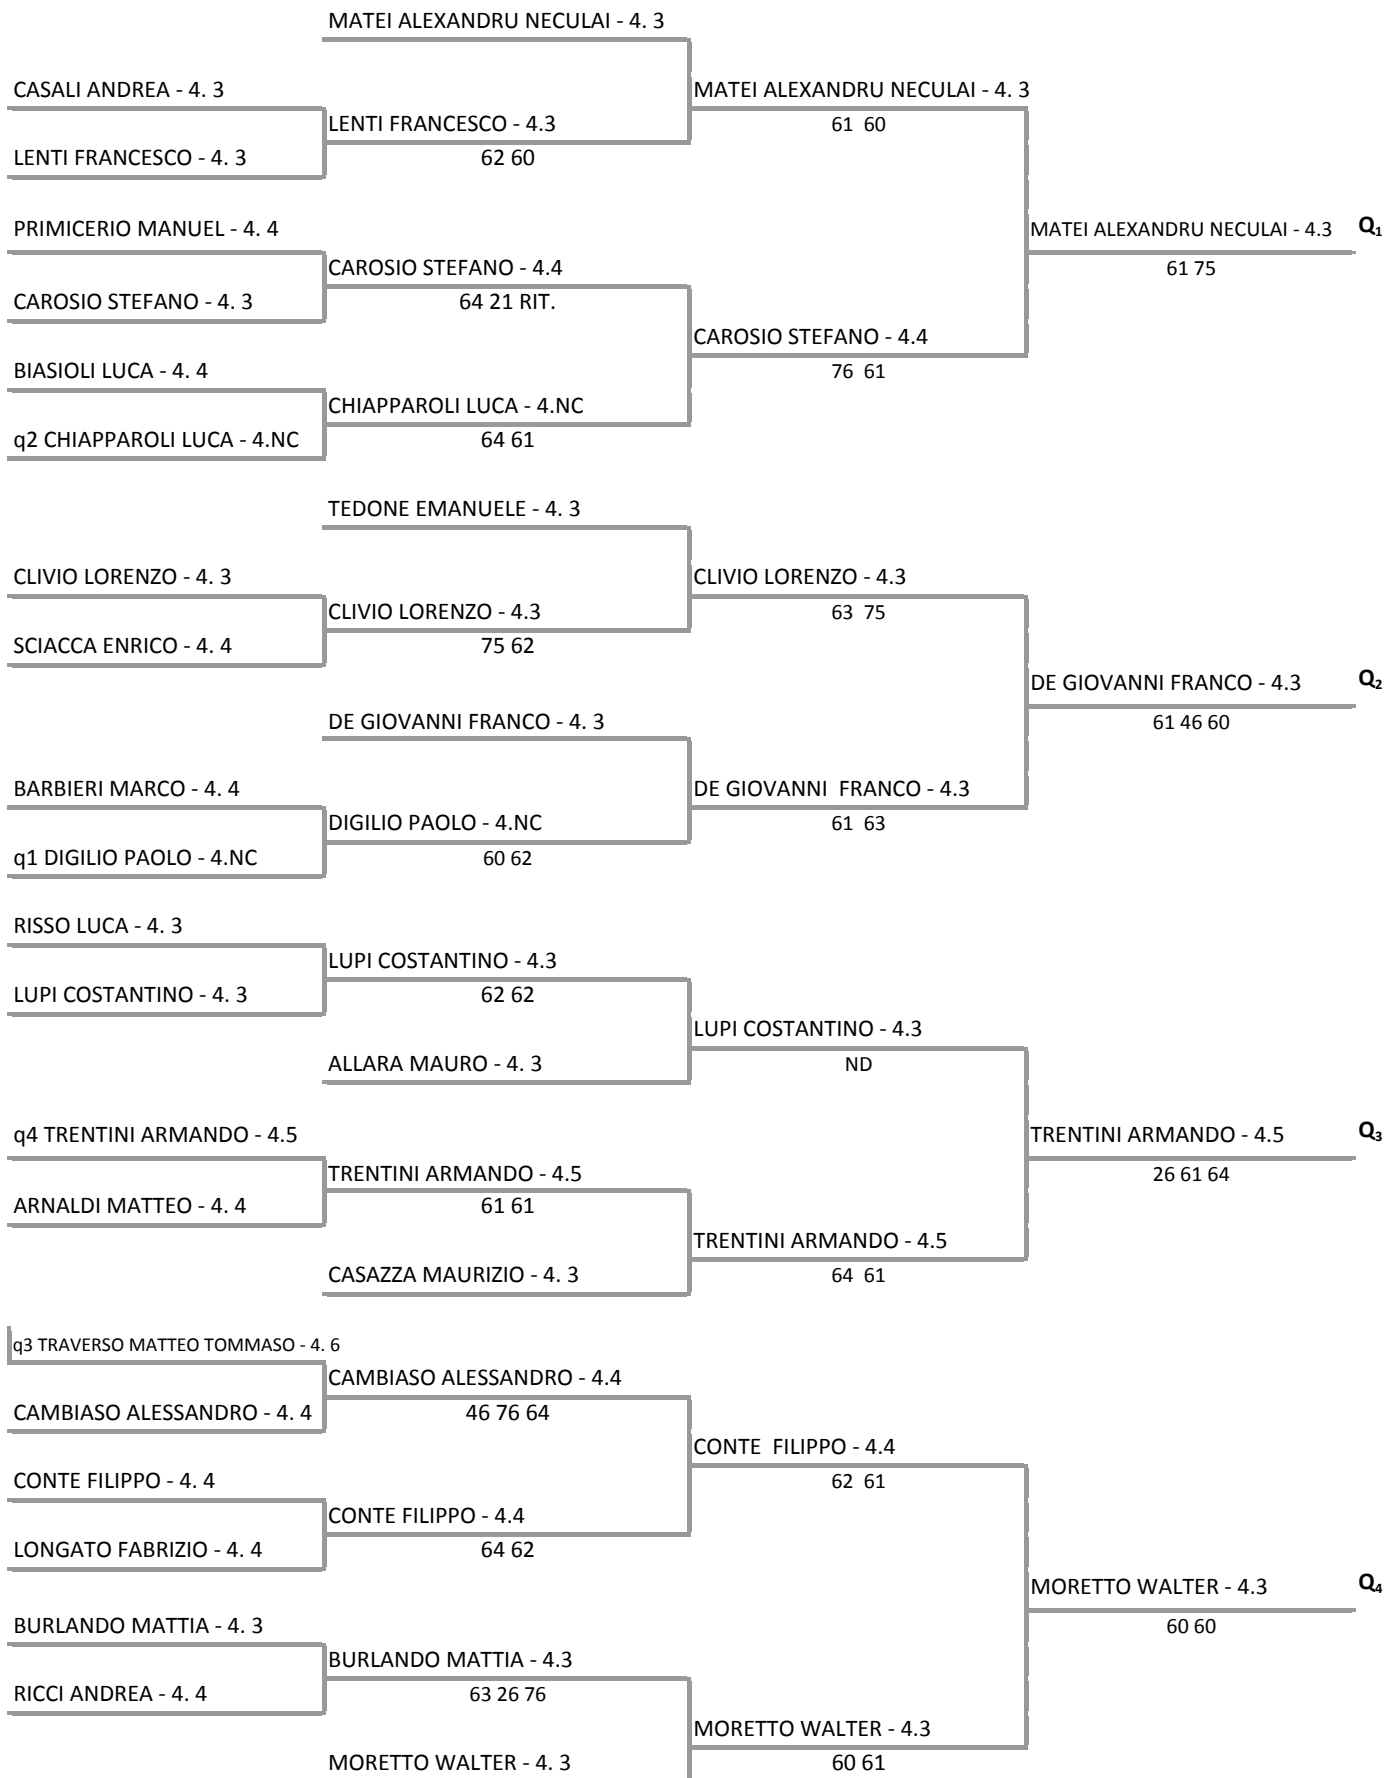 MATEI ALEXANDRU NECULAI - 4. 3
CASALI ANDREA - 4. 3
MATEI ALEXANDRU NECULAI - 4. 3
LENTI FRANCESCO - 4.3
61 60
LENTI FRANCESCO - 4. 3
62 60
PRIMICERIO MANUEL - 4. 4
MATEI ALEXANDRU NECULAI - 4.3
Q1
CAROSIO STEFANO - 4.4
61 75
CAROSIO STEFANO - 4. 3
64 21 RIT.
CAROSIO STEFANO - 4.4
BIASIOLI LUCA - 4. 4
76 61
CHIAPPAROLI LUCA - 4.NC
q2 CHIAPPAROLI LUCA - 4.NC
64 61
TEDONE EMANUELE - 4. 3
CLIVIO LORENZO - 4. 3
CLIVIO LORENZO - 4.3
CLIVIO LORENZO - 4.3
63 75
SCIACCA ENRICO - 4. 4
75 62
DE GIOVANNI FRANCO - 4.3
Q2
DE GIOVANNI FRANCO - 4. 3
61 46 60
BARBIERI MARCO - 4. 4
DE GIOVANNI  FRANCO - 4.3
DIGILIO PAOLO - 4.NC
61 63
q1 DIGILIO PAOLO - 4.NC
60 62
RISSO LUCA - 4. 3
LUPI COSTANTINO - 4.3
LUPI COSTANTINO - 4. 3
62 62
LUPI COSTANTINO - 4.3
ALLARA MAURO - 4. 3
ND
q4 TRENTINI ARMANDO - 4.5
TRENTINI ARMANDO - 4.5
Q3
TRENTINI ARMANDO - 4.5
26 61 64
ARNALDI MATTEO - 4. 4
61 61
TRENTINI ARMANDO - 4.5
CASAZZA MAURIZIO - 4. 3
64 61
q3 TRAVERSO MATTEO TOMMASO - 4. 6
CAMBIASO ALESSANDRO - 4.4
CAMBIASO ALESSANDRO - 4. 4
46 76 64
CONTE  FILIPPO - 4.4
CONTE FILIPPO - 4. 4
62 61
CONTE FILIPPO - 4.4
LONGATO FABRIZIO - 4. 4
64 62
MORETTO WALTER - 4.3
Q4
BURLANDO MATTIA - 4. 3
60 60
BURLANDO MATTIA - 4.3
RICCI ANDREA - 4. 4
63 26 76
MORETTO WALTER - 4.3
MORETTO WALTER - 4. 3
60 61